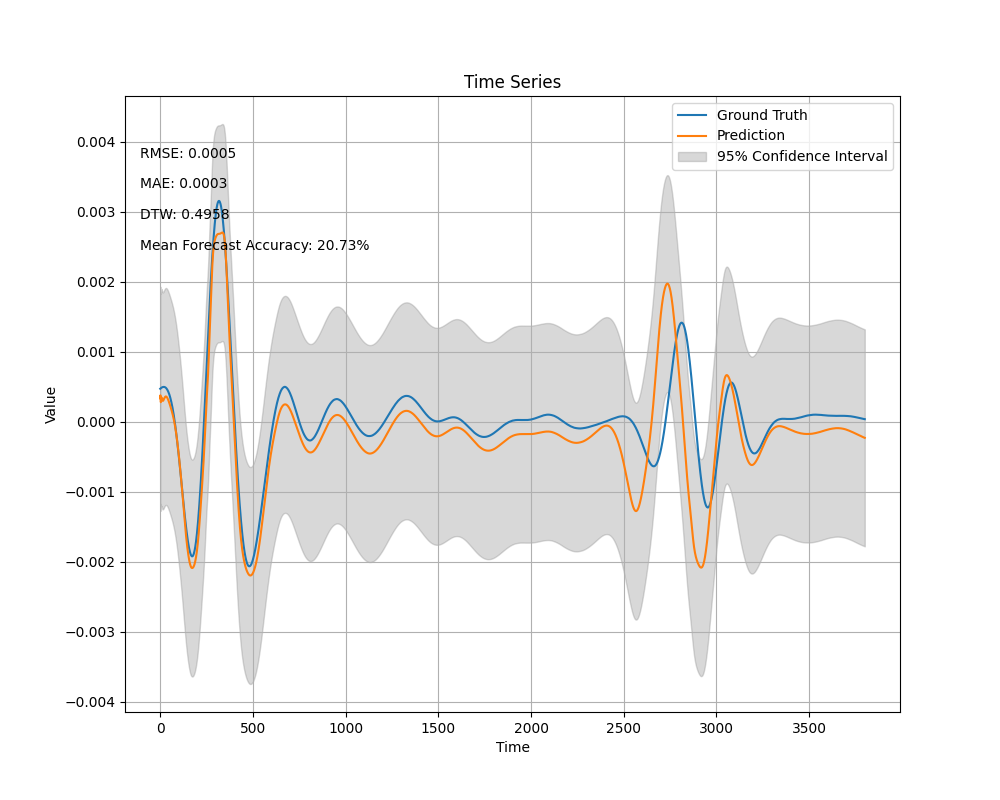 Time Series
Ground Truth
Prediction
95% Confidence Interval
RMSE: 0.0005
MAE: 0.0003
DTW: 0.4958
Mean Forecast Accuracy: 20.73%
Value
0.004
0.003
0.002
0.001
0.000
−0.001
−0.002
−0.003
−0.004
0 500 1000 1500 2000 2500 3000 3500
Time